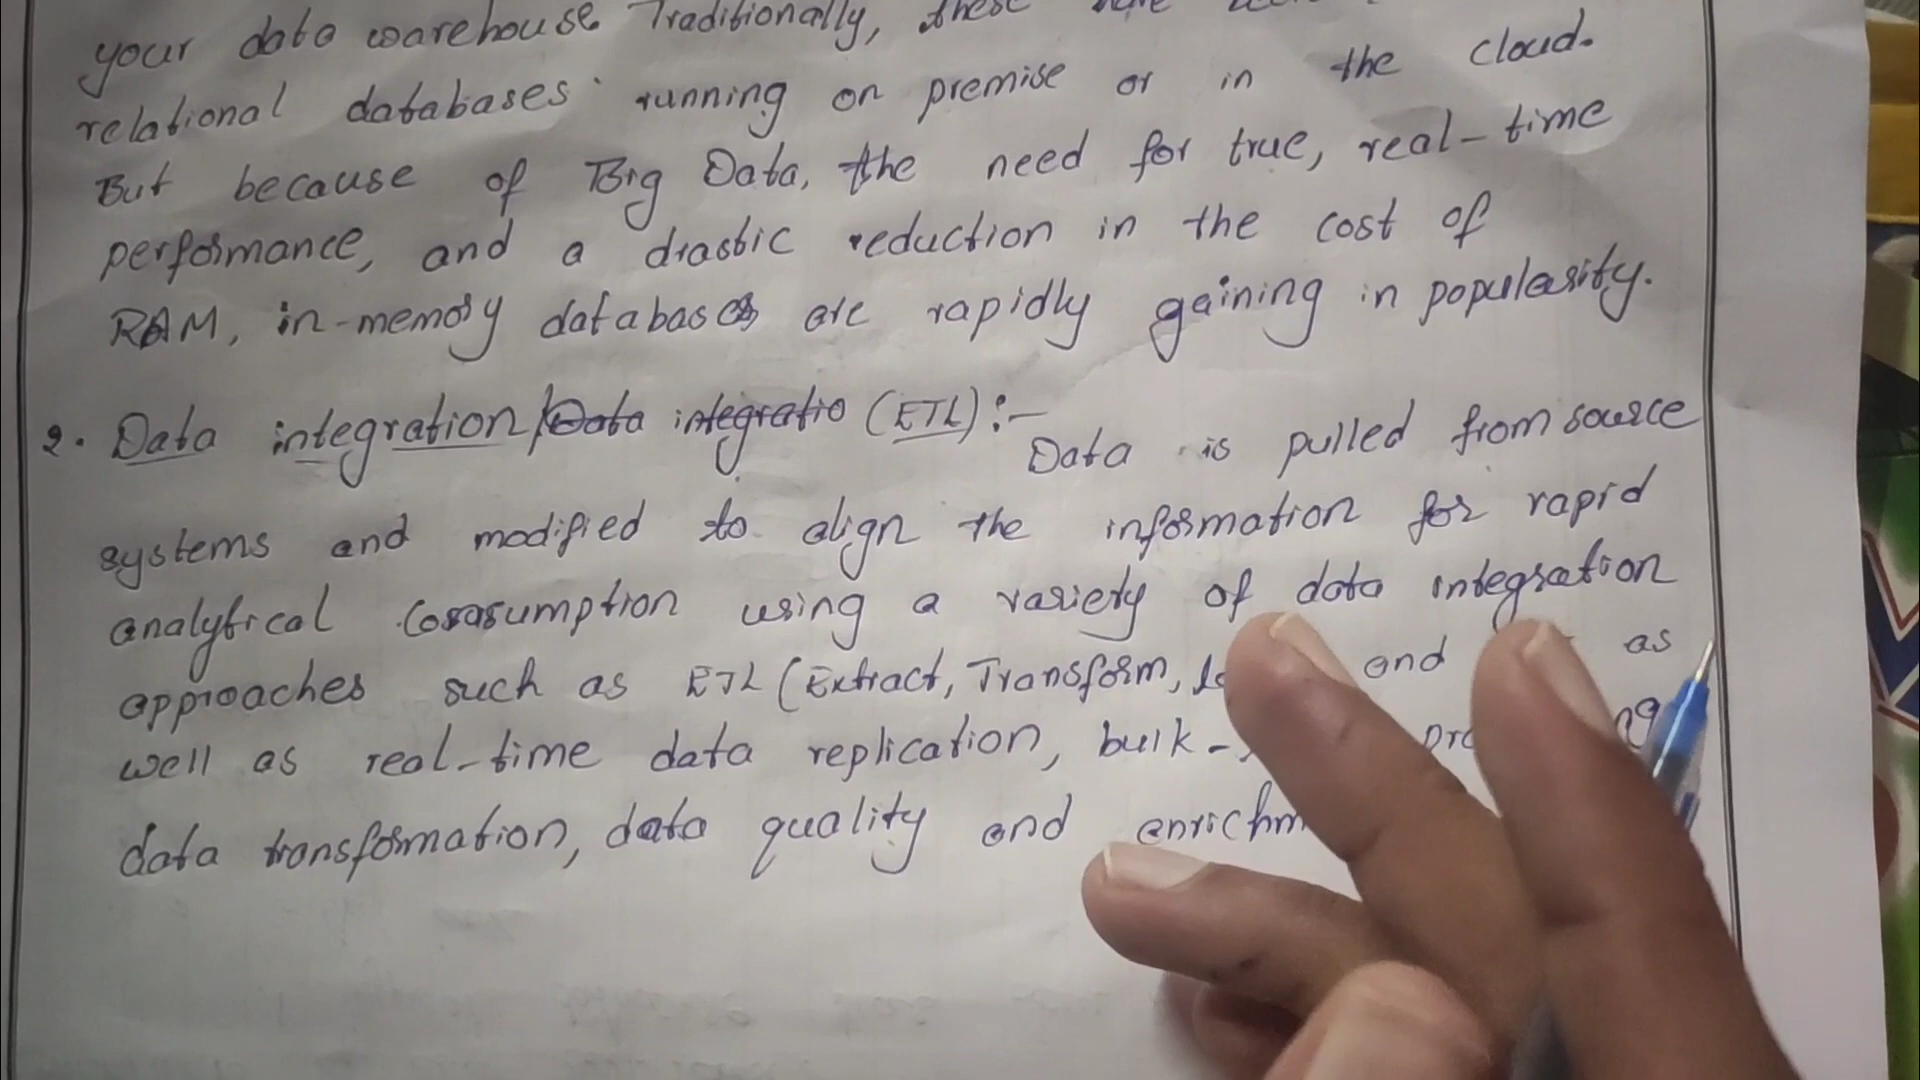 your data warehouse. Traditionally, these
relational databases running on premise or in the cloud.
But because of Big Data, the need for true, real-time
performance, and a drastic reduction in the cost of
RAM, in-memory databases are rapidly gaining in popularity.
2. Data integration/Data integratio (ETL):-
Data is pulled from source
systems and modified to align the information for rapid
analytical consumption using a variety of data integration
approaches such as ETL (Extract, Transform, and as
well as real-time data replication, bulk-
data transformation, data quality and